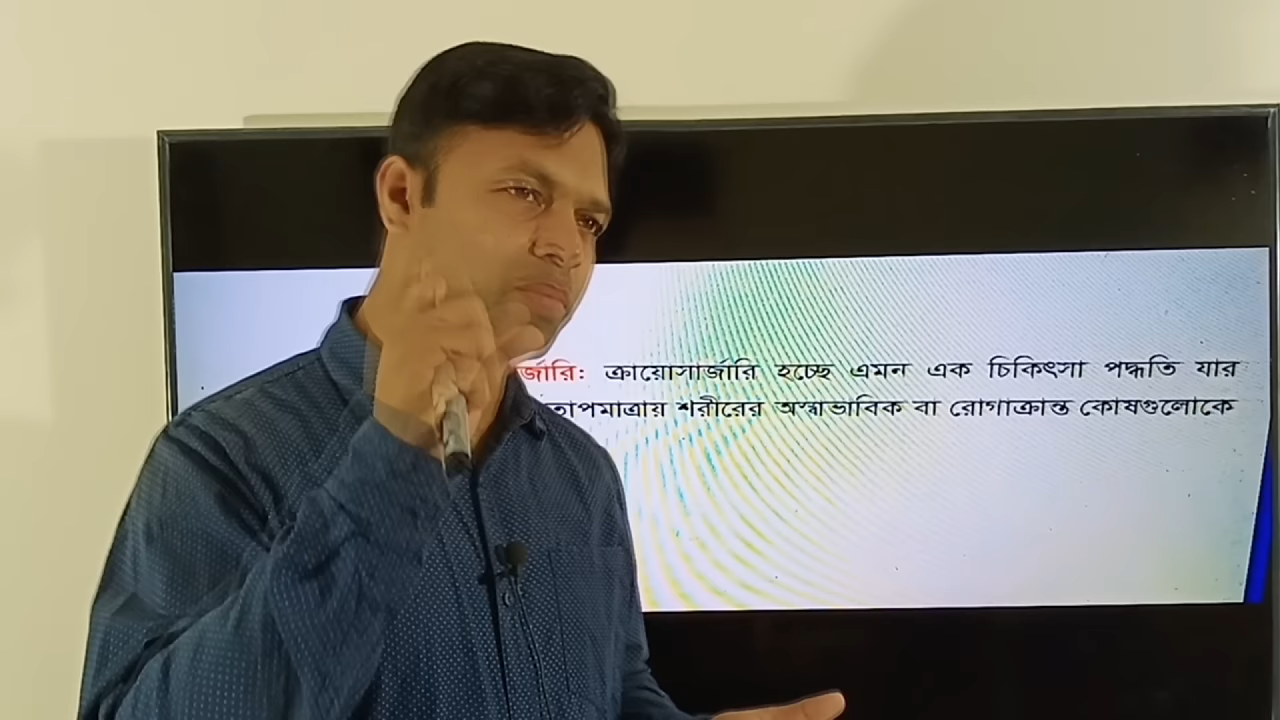 র্জারি: ক্রায়োসার্জারি হচ্ছে এমন এক চিকিৎসা পদ্ধতি যার
তাপমাত্রায় শরীরের অস্বাভাবিক বা রোগাক্রান্ত কোষগুলোকে